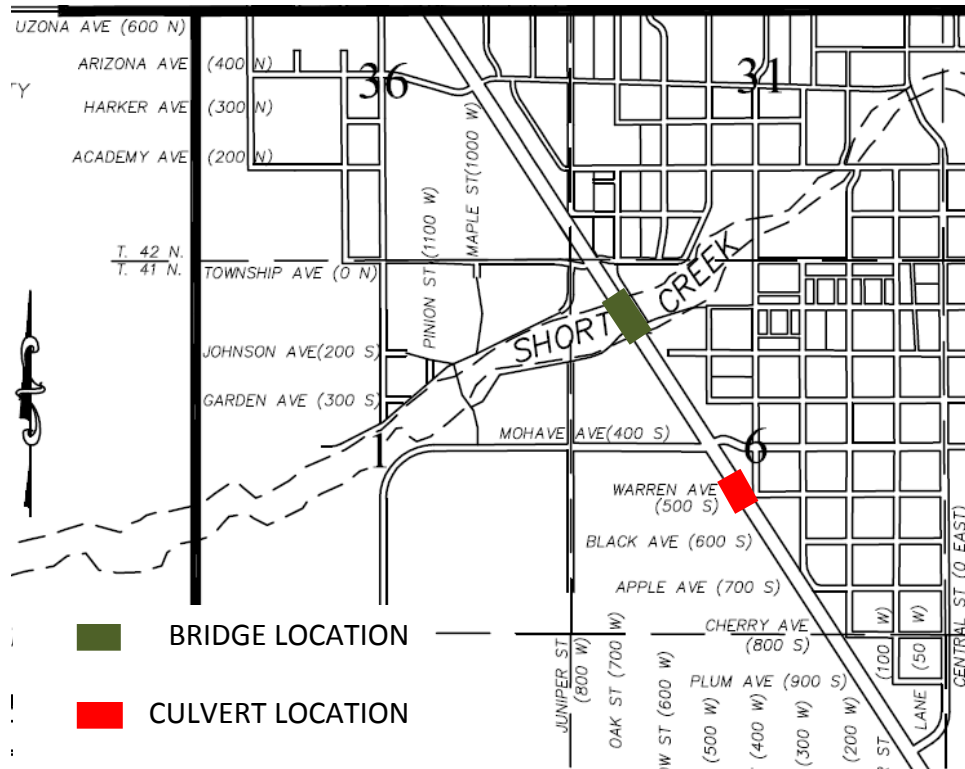 UZONA AVE (600 N)
ARIZONA AVE (400 N)
36
31
TY
HARKER AVE (300 N)
ACADEMY AVE (200 N)
MAPLE ST(1000 W)
PINION ST (1100 W)
T. 42 N.
T. 41 N.
TOWNSHIP AVE (0 N)
SHORT CREEK
JOHNSON AVE(200 S)
GARDEN AVE (300 S)
MOHAVE AVE(400 S)
1
6
WARREN AVE
(500 S)
BLACK AVE (600 S)
APPLE AVE (700 S)
CHERRY AVE
(800 S)
PLUM AVE (900 S)
JUNIPER ST
(800 W)
OAK ST (700 W)
OW ST (600 W)
(500 W)
(400 W)
(300 W)
(200 W)
ER ST
(100 W)
LANE
(50 W)
CENTRAL ST (0 EAST)
BRIDGE LOCATION
CULVERT LOCATION